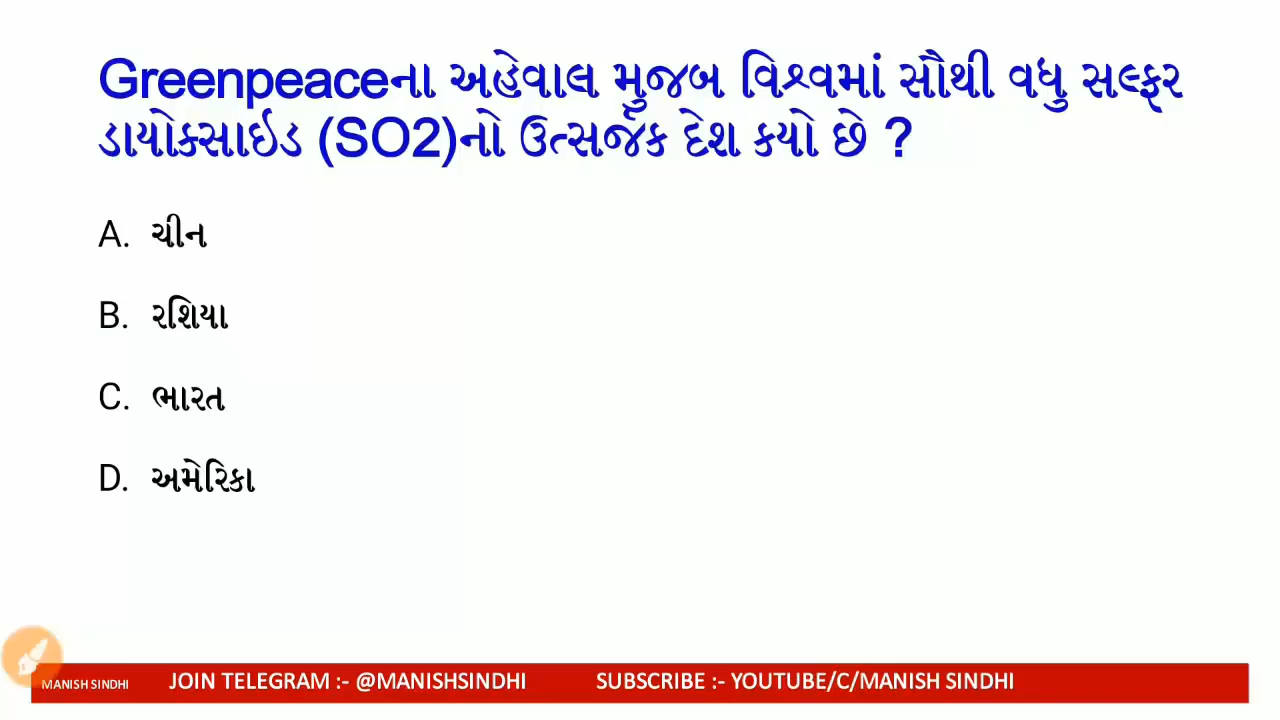 Greenpeaceના અહેવાલ મુજબ વિશ્વમાં સૌથી વધુ સલ્ફર
ડાયોક્સાઇડ (SO2)નો ઉત્સર્જક દેશ કયો છે ?
A. ચીન
B. રશિયા
C. ભારત
D. અમેરિકા
MANISH SINDHI JOIN TELEGRAM :- @MANISHSINDHI SUBSCRIBE :- YOUTUBE/C/MANISH SINDHI